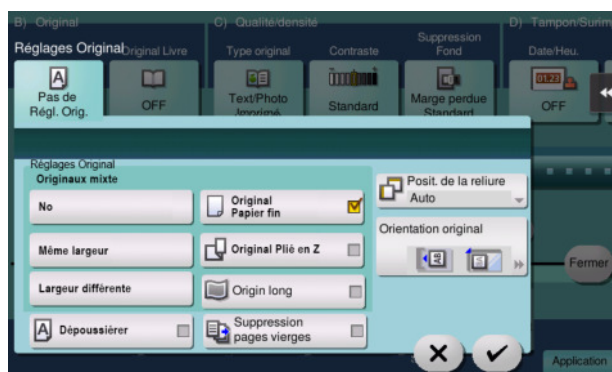 B) Original
C) Qualité/densité
D) Tampon/Surim
Réglages Original
Original Livre
Type original
Contraste
Suppression
Fond
Date/Heu.
Pas de
Régl. Orig.
OFF
Text/Photo
Imprimé
Standard
Marge perdue
Standard
01.23
OFF
Réglages Original
Originaux mixte
No
Original
Papier fin
Posit. de la reliure
Auto
Même largeur
Original Plié en Z
Orientation original
Largeur différente
Origin long
Fermer
Dépoussièrer
Suppression
pages vierges
Application